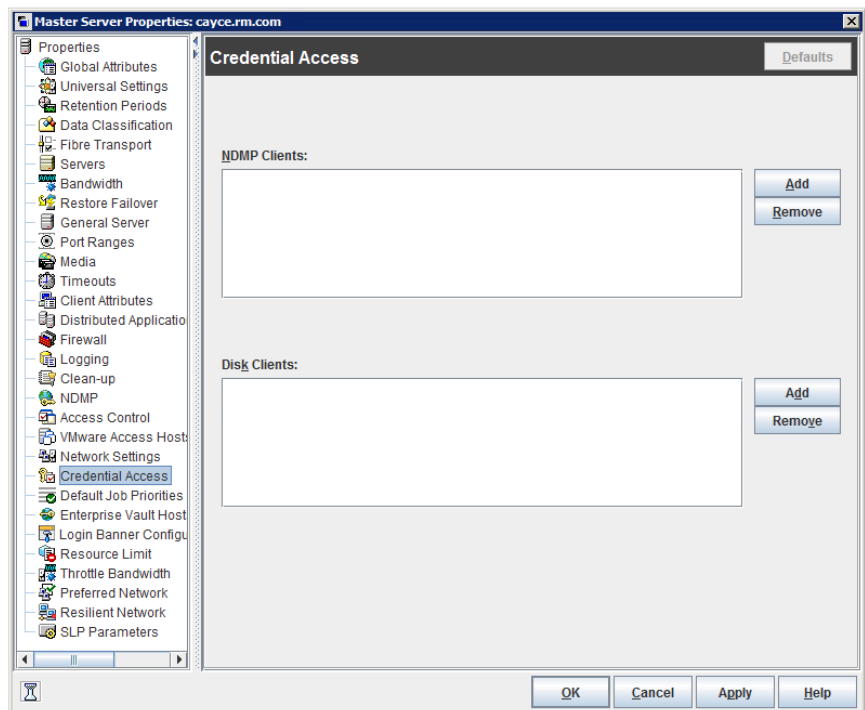 Master Server Properties: cayce.rm.com
Properties
Global Attributes
Universal Settings
Retention Periods
Data Classification
Fibre Transport
Servers
Bandwidth
Restore Failover
General Server
Port Ranges
Media
Timeouts
Client Attributes
Distributed Applicatio
Firewall
Logging
Clean-up
NDMP
Access Control
VMware Access Hosts
Network Settings
Credential Access
Default Job Priorities
Enterprise Vault Host
Login Banner Configu
Resource Limit
Throttle Bandwidth
Preferred Network
Resilient Network
SLP Parameters
Credential Access
Defaults
NDMP Clients:
Add
Remove
Disk Clients:
Add
Remove
OK
Cancel
Apply
Help